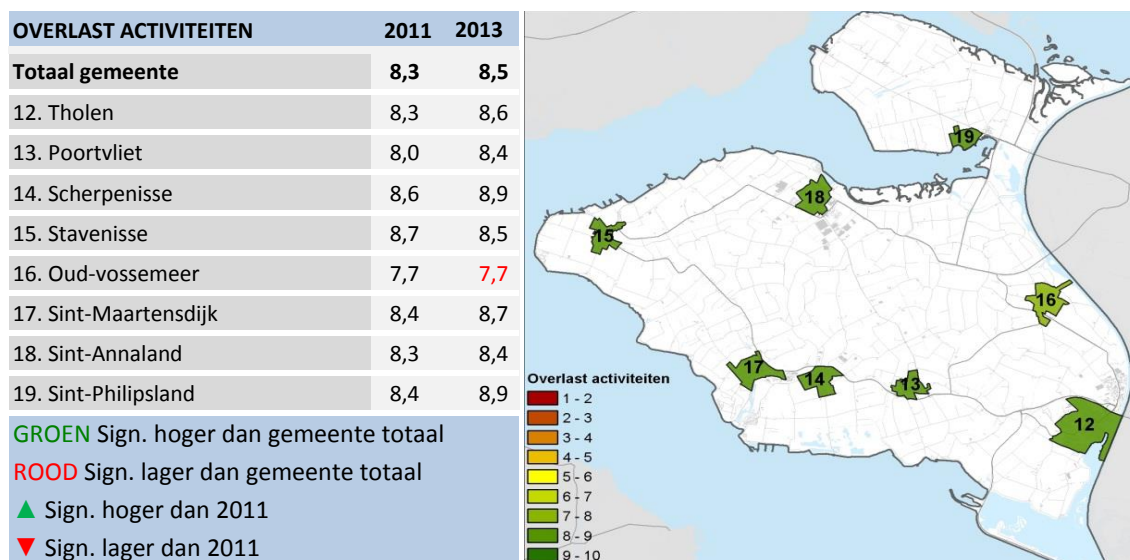 OVERLAST ACTIVITEITEN 2011 2013
Totaal gemeente 8,3 8,5
12. Tholen 8,3 8,6
13. Poortvliet 8,0 8,4
14. Scherpenisse 8,6 8,9
15. Stavenisse 8,7 8,5
16. Oud-vossemeer 7,7 7,7
17. Sint-Maartensdijk 8,4 8,7
18. Sint-Annaland 8,3 8,4
19. Sint-Philipsland 8,4 8,9
GROEN Sign. hoger dan gemeente totaal
ROOD Sign. lager dan gemeente totaal
▲ Sign. hoger dan 2011
▼ Sign. lager dan 2011
19
18
15
16
17
14
13
12
Overlast activiteiten
1 - 2
2 - 3
3 - 4
4 - 5
5 - 6
6 - 7
7 - 8
8 - 9
9 - 10